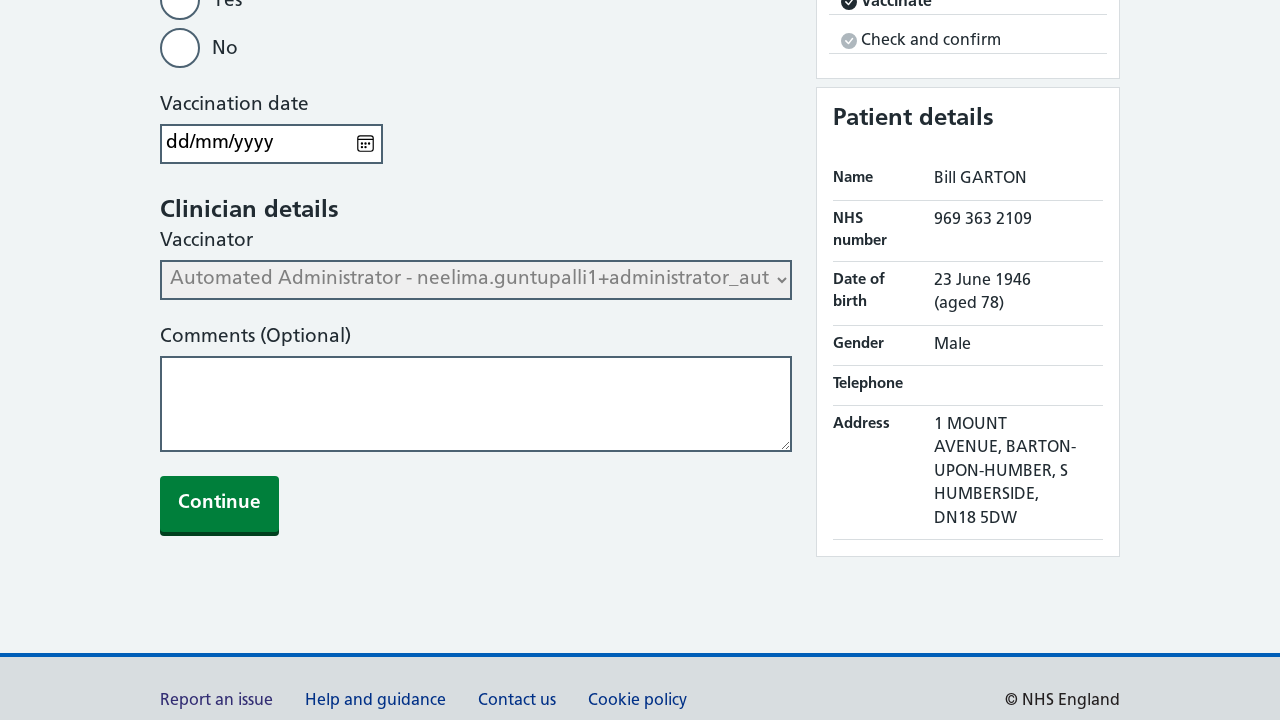 Yes
No
Vaccination date
dd/mm/yyyy
Clinician details
Vaccinator
Automated Administrator - neelima.guntupalli1+administrator_aut
Comments (Optional)
Continue
Vaccinate
Check and confirm
Patient details
Name Bill GARTON
NHS number 969 363 2109
Date of birth 23 June 1946
(aged 78)
Gender Male
Telephone
Address 1 MOUNT
AVENUE, BARTON-
UPON-HUMBER, S
HUMBERSIDE,
DN18 5DW
Report an issue Help and guidance Contact us Cookie policy © NHS England